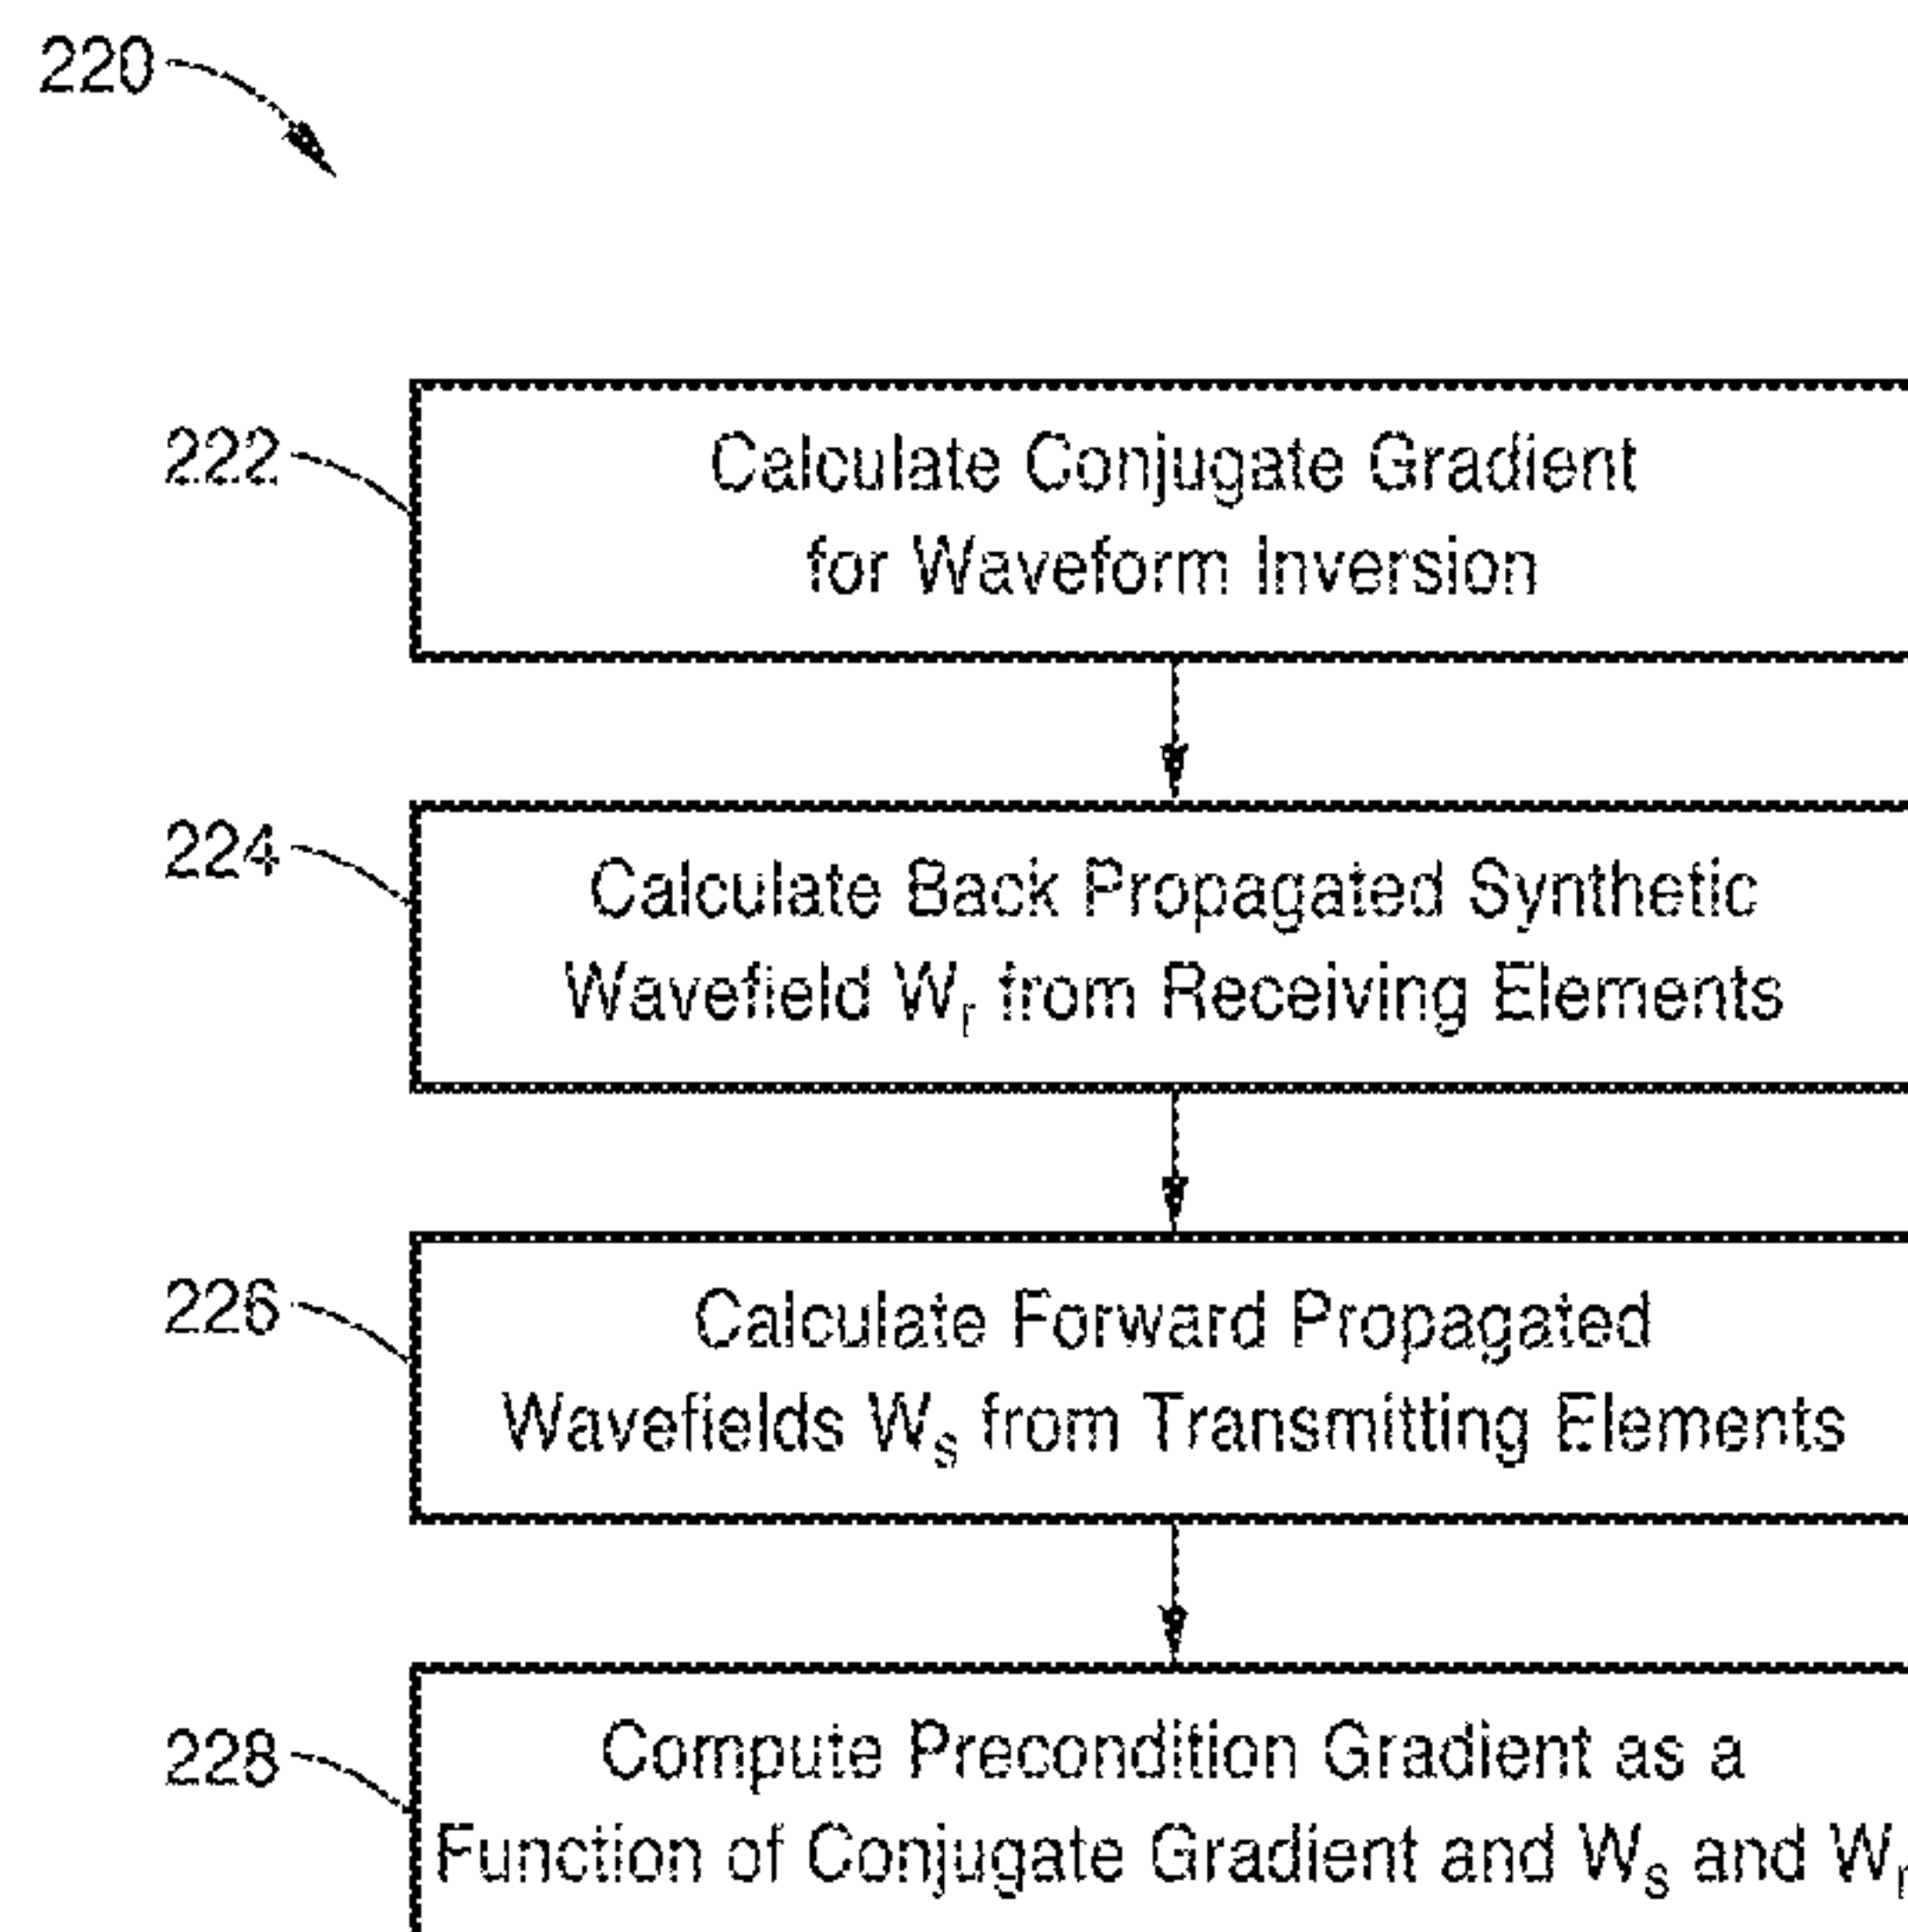 220
222
Calculate Conjugate Gradient
for Waveform Inversion
224
Calculate Back Propagated Synthetic
Wavefield Wr from Receiving Elements
226
Calculate Forward Propagated
Wavefields Ws from Transmitting Elements
228
Compute Precondition Gradient as a
Function of Conjugate Gradient and Ws and Wr